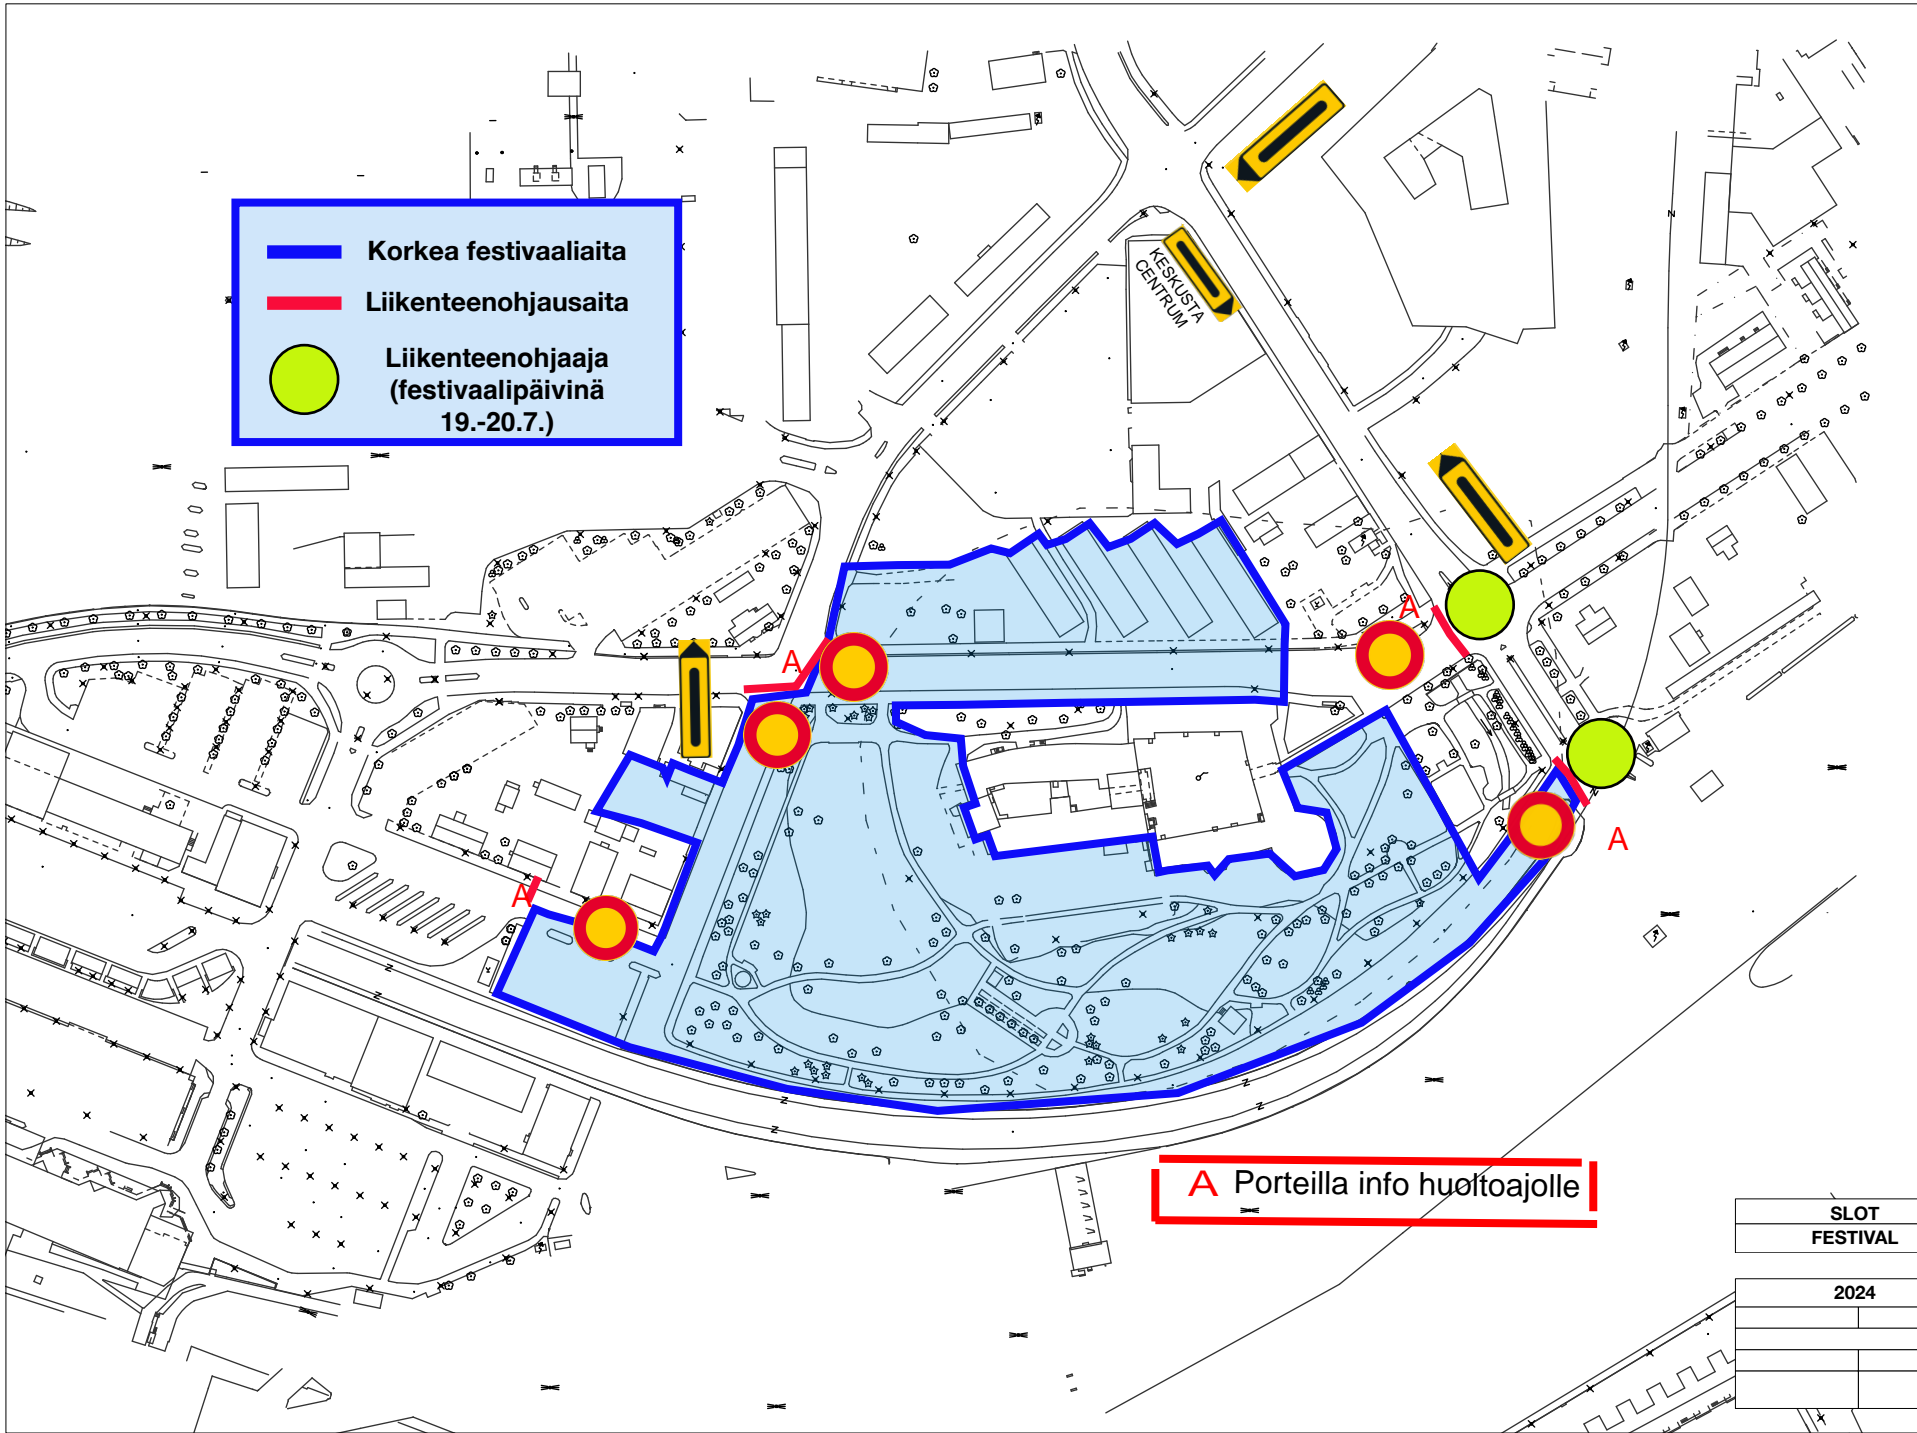 Korkea festivaaliaita
Liikenteenohjausaita
Liikenteenohjaaja
(festivaalipäivinä
19.-20.7.)
KESKUSTA
CENTRUM
A
A
A
A
A Porteilla info huoltoajolle
SLOT
FESTIVAL
2024